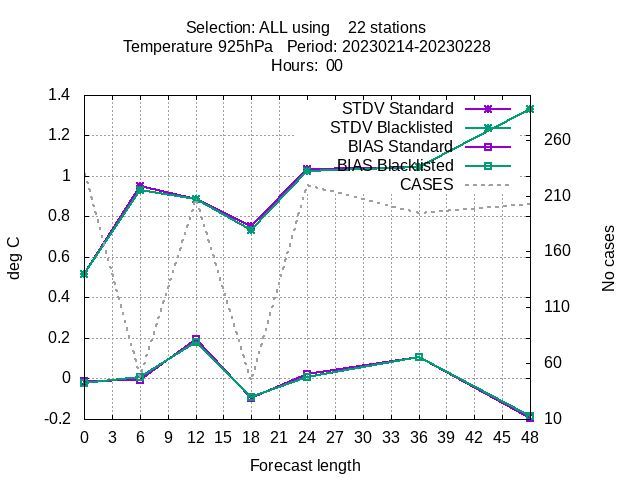 Selection: ALL using 22 stations
Temperature 925hPa Period: 20230214-20230228
Hours: 00
1.4
1.2
1
0.8
0.6
0.4
0.2
0
-0.2
deg C
STDV Standard
STDV Blacklisted
BIAS Standard
BIAS Blacklisted
CASES
260
210
160
110
60
10
No cases
0 3 6 9 12 15 18 21 24 27 30 33 36 39 42 45 48
Forecast length